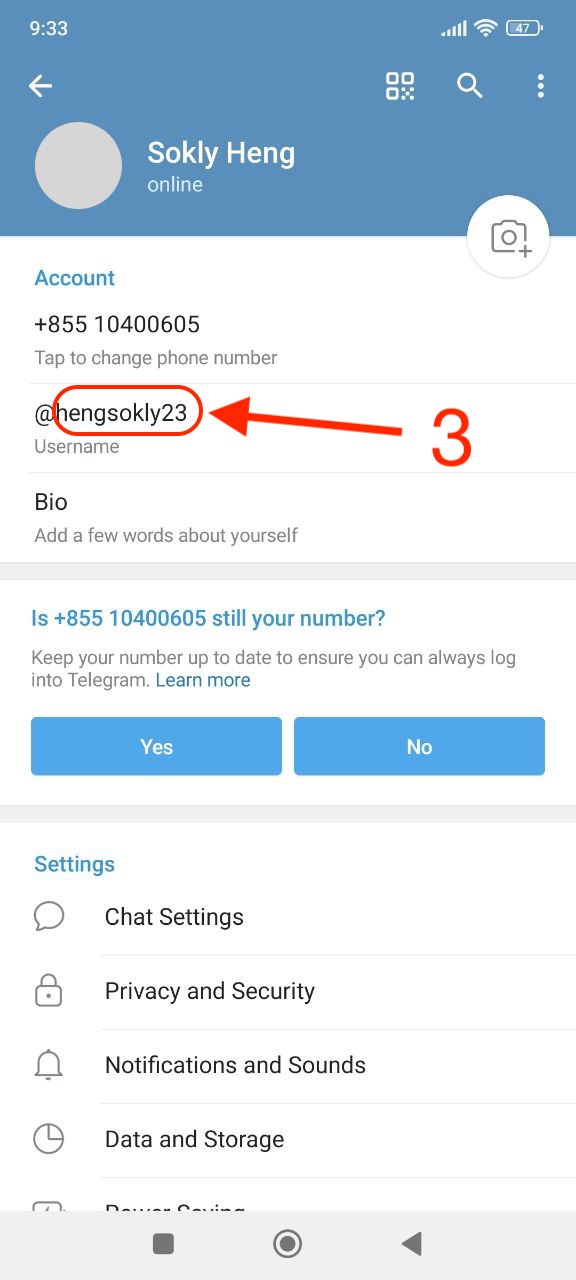 9:33
47
Sokly Heng
online
Account
+855 10400605
Tap to change phone number
@hengsokly23
3
Username
Bio
Add a few words about yourself
Is +855 10400605 still your number?
Keep your number up to date to ensure you can always log
into Telegram. Learn more
Yes
No
Settings
Chat Settings
Privacy and Security
Notifications and Sounds
Data and Storage
Power Saving